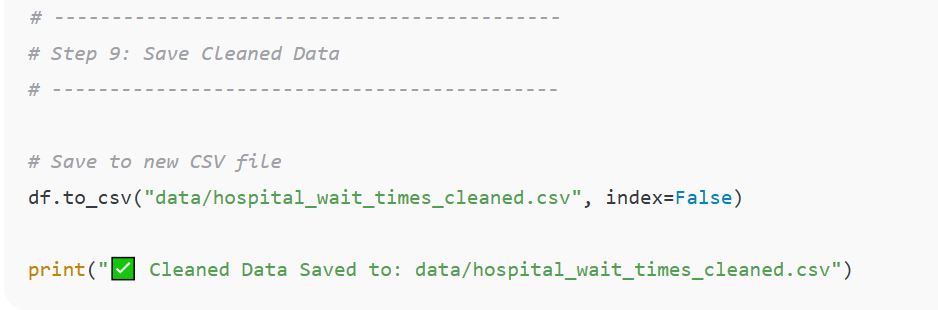 # --------------------------------------------
# Step 9: Save Cleaned Data
# --------------------------------------------
# Save to new CSV file
df.to_csv("data/hospital_wait_times_cleaned.csv", index=False)
print("✅ Cleaned Data Saved to: data/hospital_wait_times_cleaned.csv")